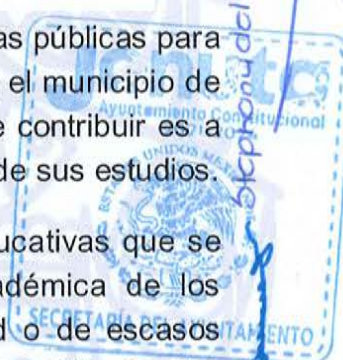 as públicas para
el municipio de
e contribuir es a
de sus estudios.
ucativas que se
adémica de los
d o de escasos
Ayuntamiento Constitucional
UNIDOS
SECRETARÍA DEL AYUNTAMIENTO